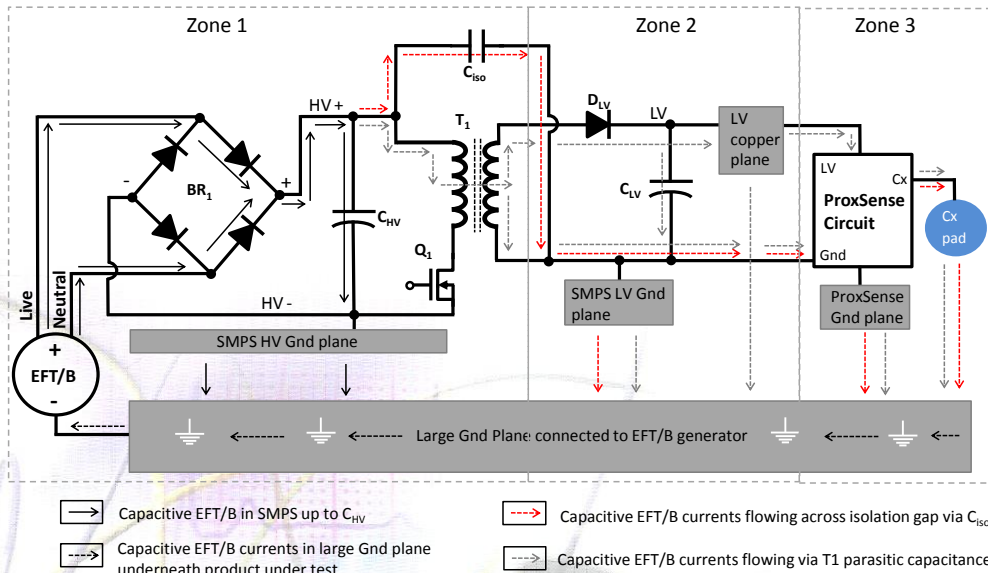 Zone 1
Zone 2
Zone 3
C_iso
HV +
T_1
D_LV
LV
LV
copper
plane
-
BR_1
+
C_HV
C_LV
LV
Cx
ProxSense
Circuit
Gnd
Cx
pad
Q_1
HV -
Live
Neutral
SMPS HV Gnd plane
SMPS LV Gnd
plane
ProxSense
Gnd plane
+
EFT/B
-
Large Gnd Plane connected to EFT/B generator
Capacitive EFT/B in SMPS up to C_HV
Capacitive EFT/B currents flowing across isolation gap via C_iso
Capacitive EFT/B currents in large Gnd plane
underneath product under test
Capacitive EFT/B currents flowing via T1 parasitic capacitance